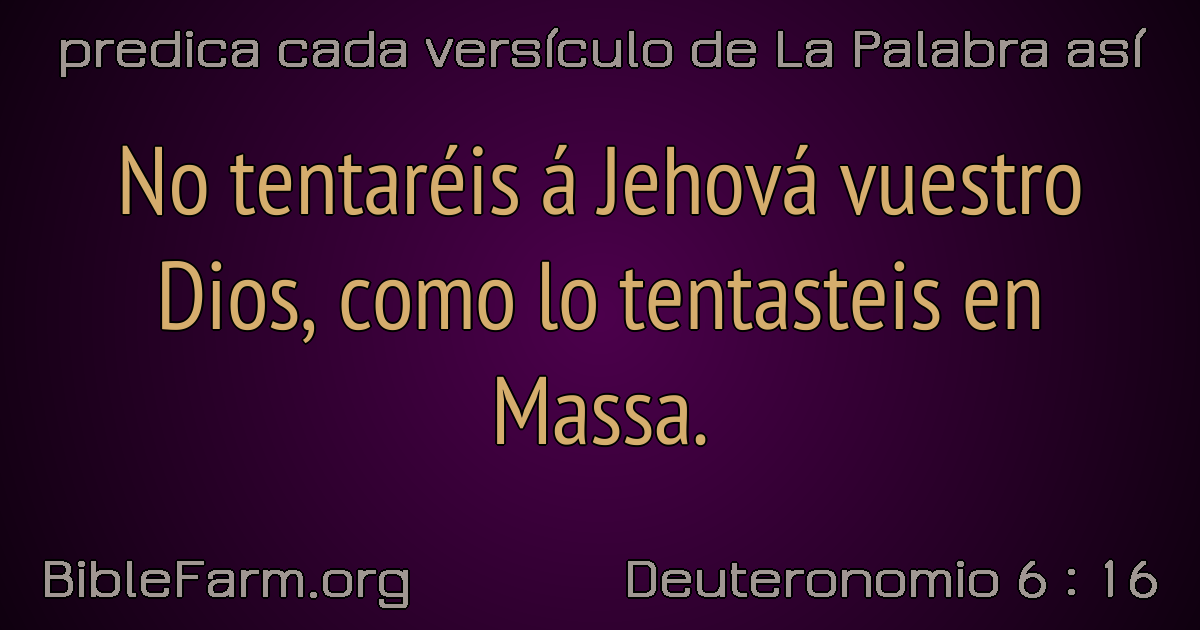 predica cada versículo de La Palabra así
No tentaréis á Jehová vuestro
Dios, como lo tentasteis en
Massa.
BibleFarm.org
Deuteronomio 6 : 16